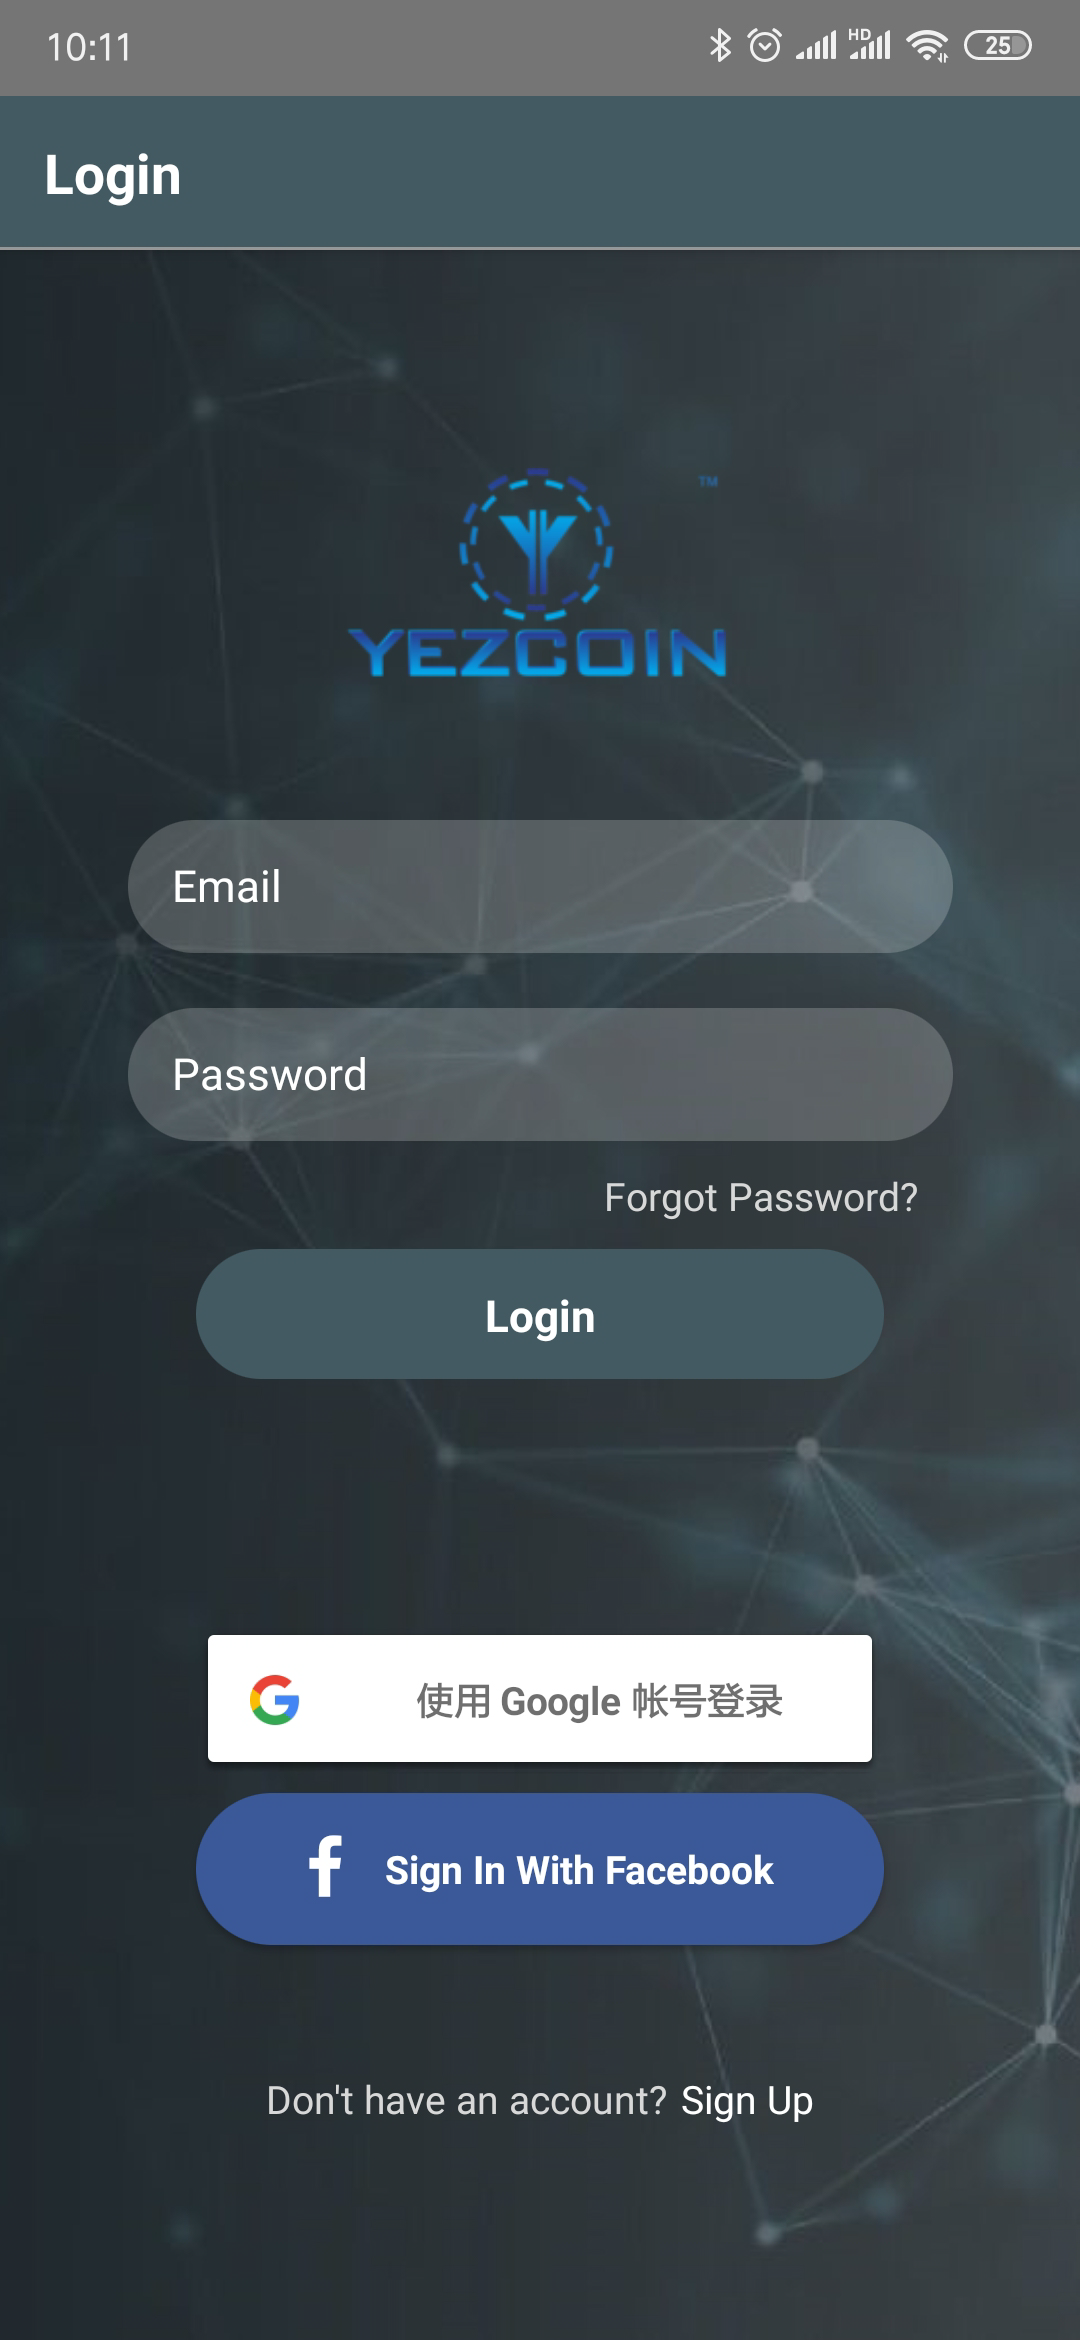 10:11
HD
25
Login
TM
YEZCOIN
Email
Password
Forgot Password?
Login
使用 Google 帐号登录
Sign In With Facebook
Don't have an account? Sign Up